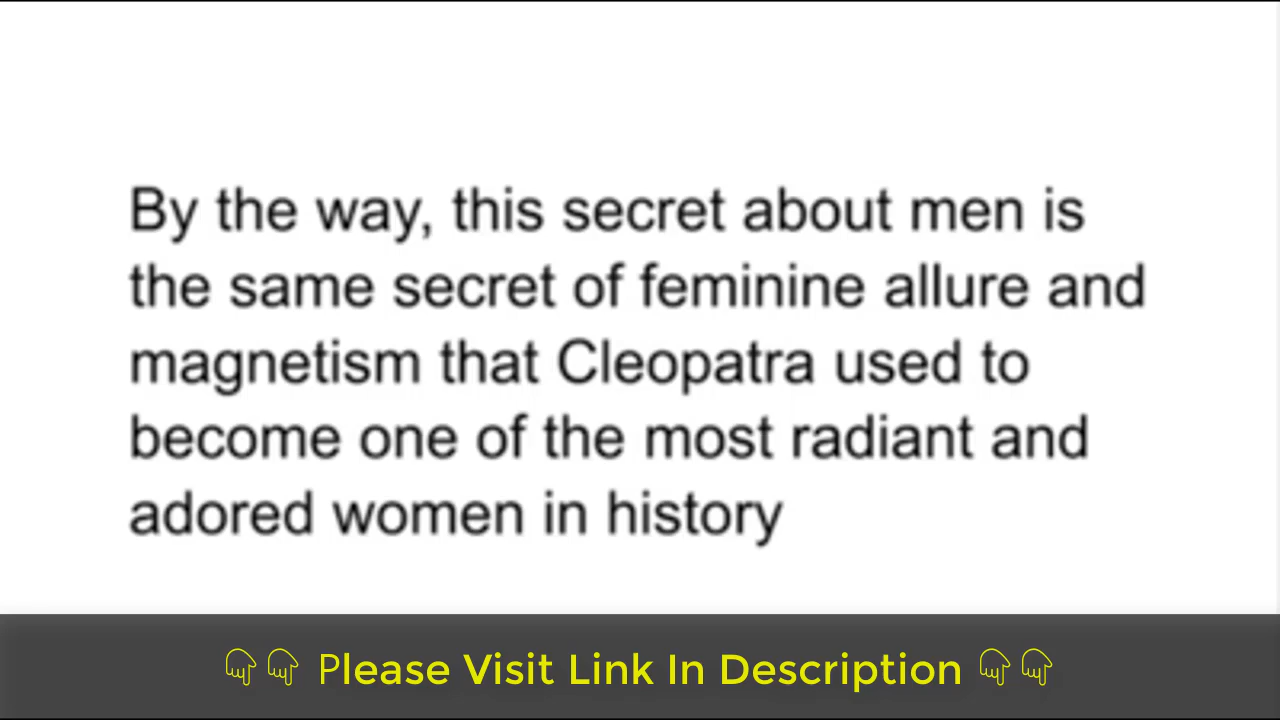 By the way, this secret about men is
the same secret of feminine allure and
magnetism that Cleopatra used to
become one of the most radiant and
adored women in history
Please Visit Link In Description